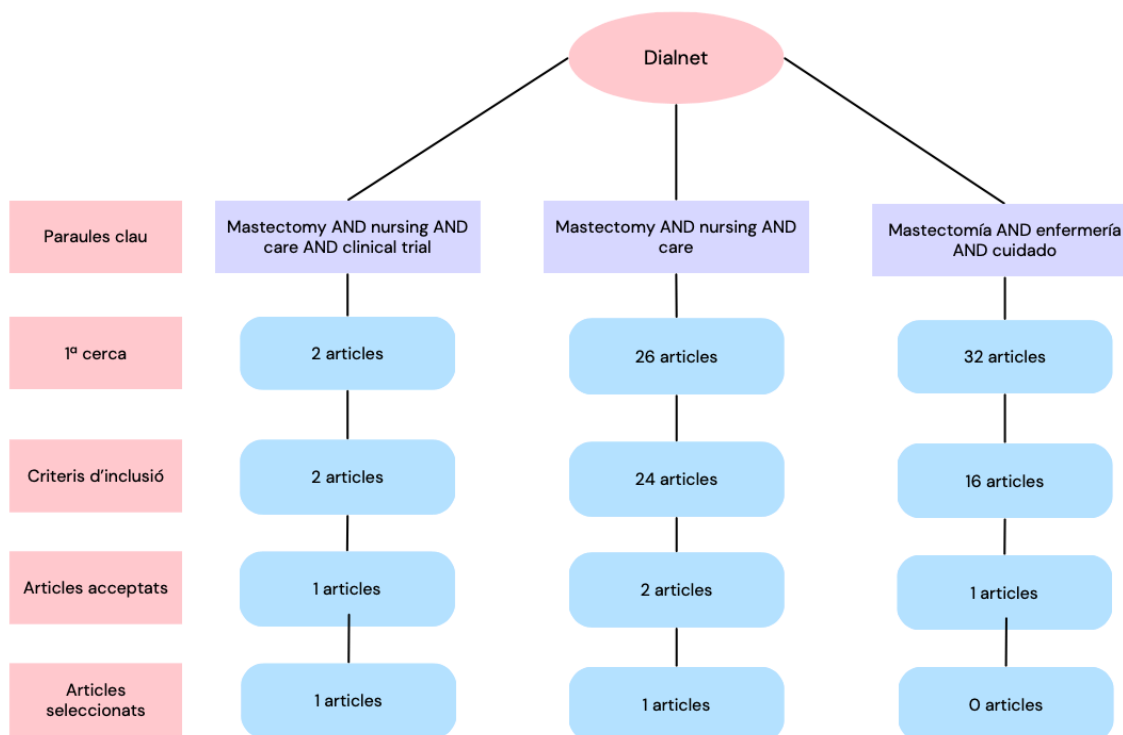 Dialnet
Paraules clau
Mastectomy AND nursing AND
care AND clinical trial
Mastectomy AND nursing AND
care
Mastectomía AND enfermería
AND cuidado
1ª cerca
2 articles
26 articles
32 articles
Criteris d'inclusió
2 articles
24 articles
16 articles
Articles acceptats
1 articles
2 articles
1 articles
Articles
seleccionats
1 articles
1 articles
0 articles